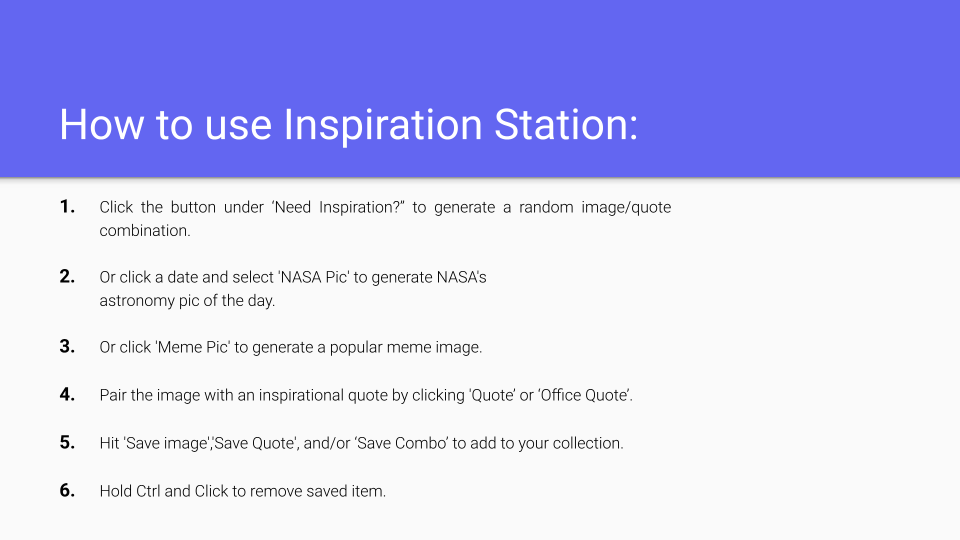 How to use Inspiration Station:
1. Click the button under ‘Need Inspiration?” to generate a random image/quote
combination.
2. Or click a date and select 'NASA Pic' to generate NASA's
astronomy pic of the day.
3. Or click 'Meme Pic' to generate a popular meme image.
4. Pair the image with an inspirational quote by clicking 'Quote’ or ‘Office Quote’.
5. Hit 'Save image','Save Quote', and/or ‘Save Combo’ to add to your collection.
6. Hold Ctrl and Click to remove saved item.